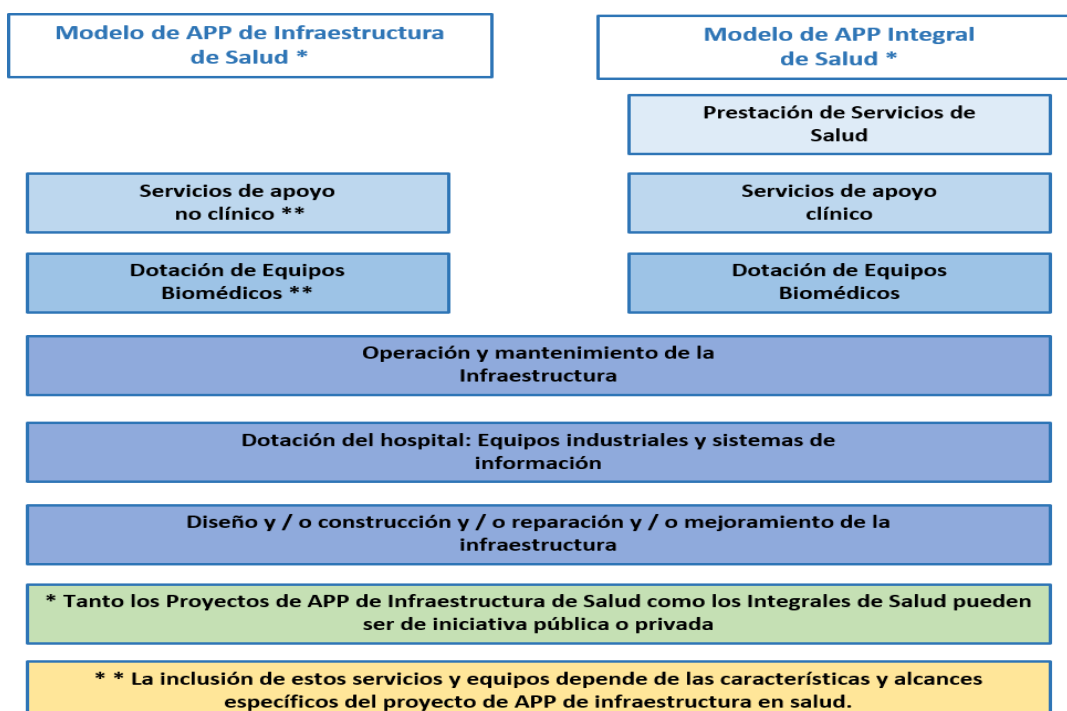 Modelo de APP de Infraestructura
de Salud *
Modelo de APP Integral
de Salud *
Prestación de Servicios de
Salud
Servicios de apoyo
no clínico **
Servicios de apoyo
clínico
Dotación de Equipos
Biomédicos **
Dotación de Equipos
Biomédicos
Operación y mantenimiento de la
Infraestructura
Dotación del hospital: Equipos industriales y sistemas de
información
Diseño y / o construcción y / o reparación y / o mejoramiento de la
infraestructura
* Tanto los Proyectos de APP de Infraestructura de Salud como los Integrales de Salud pueden
ser de iniciativa pública o privada
* * La inclusión de estos servicios y equipos depende de las características y alcances
específicos del proyecto de APP de infraestructura en salud.